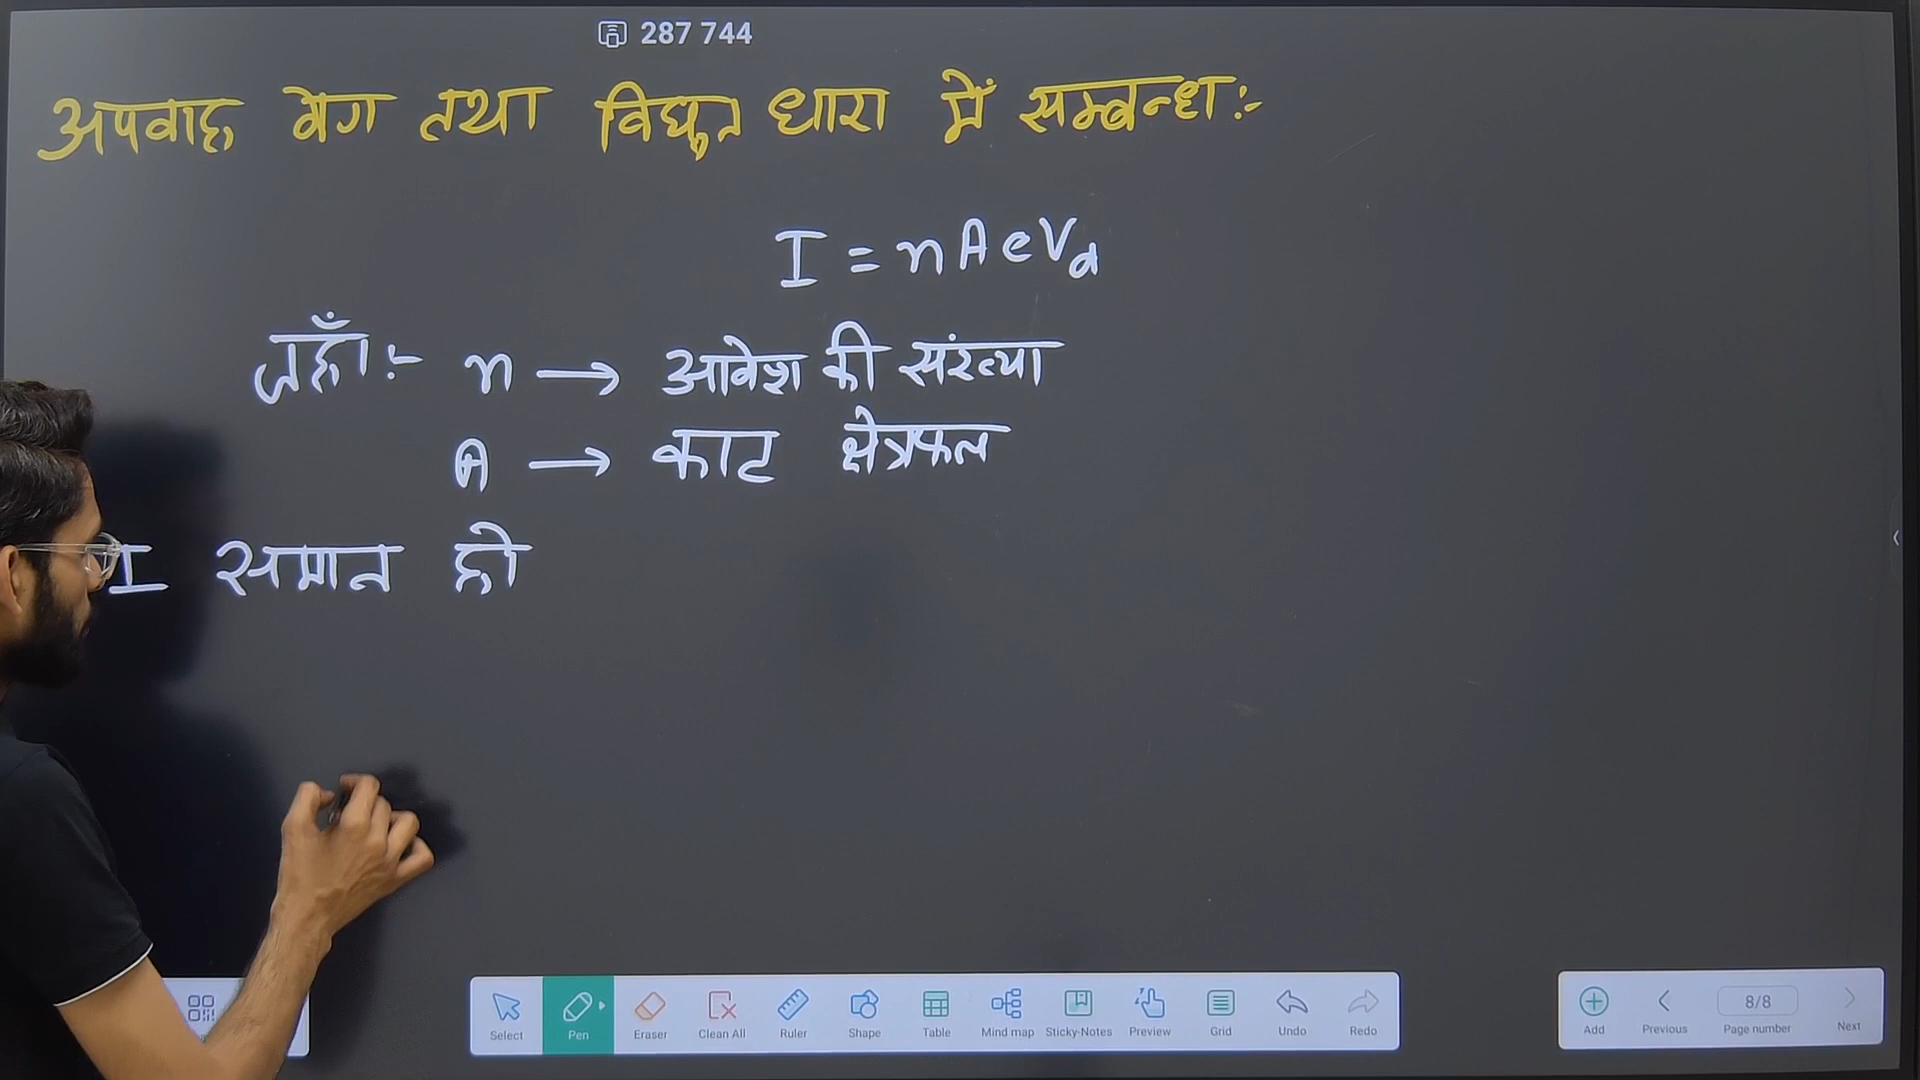 287 744
अपवाह वेग तथा विद्युत धारा में सम्बन्ध :-
I = nAeVd
जहाँ :- n → आवेश की संख्या
A → काट क्षेत्रफल
I समान हो
Select Pen Eraser Clean All Ruler Shape Table Mind map Sticky-Notes Preview Grid Undo Redo
Add Previous 8/8 Page number Next